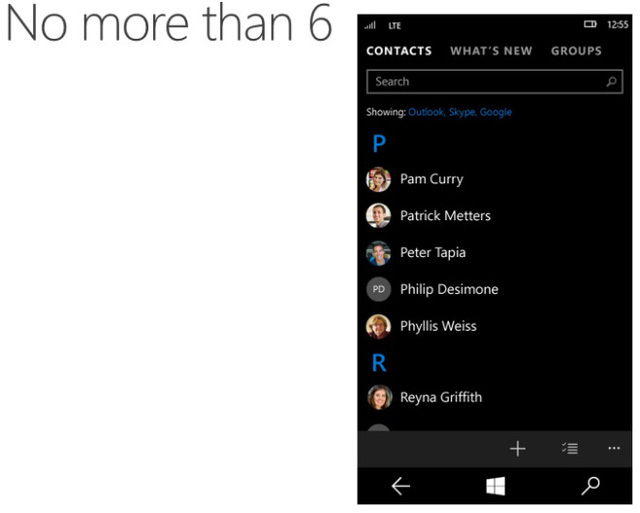 No more than 6
LTE 12:55
CONTACTS WHAT'S NEW GROUPS
Search
Showing: Outlook, Skype, Google
P
Pam Curry
Patrick Metters
Peter Tapia
PD Philip Desimone
Phyllis Weiss
R
Reyna Griffith